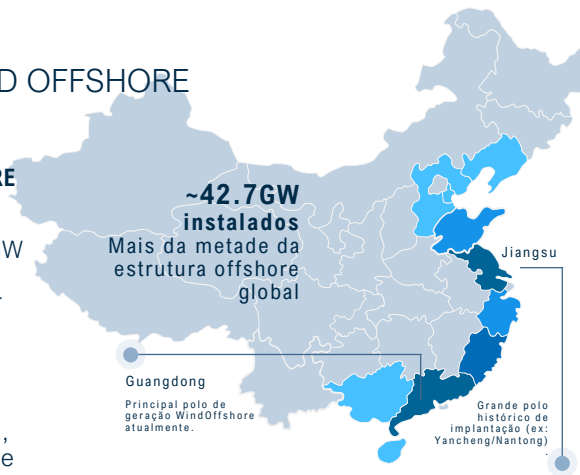 D OFFSHORE
RE
W
~42.7GW
instalados
Mais da metade da
estrutura offshore
global
Jiangsu
Guangdong
Principal polo de
geração WindOffshore
atualmente.
Grande polo
histórico de
implantação (ex:
Yancheng/Nantong)
,
e